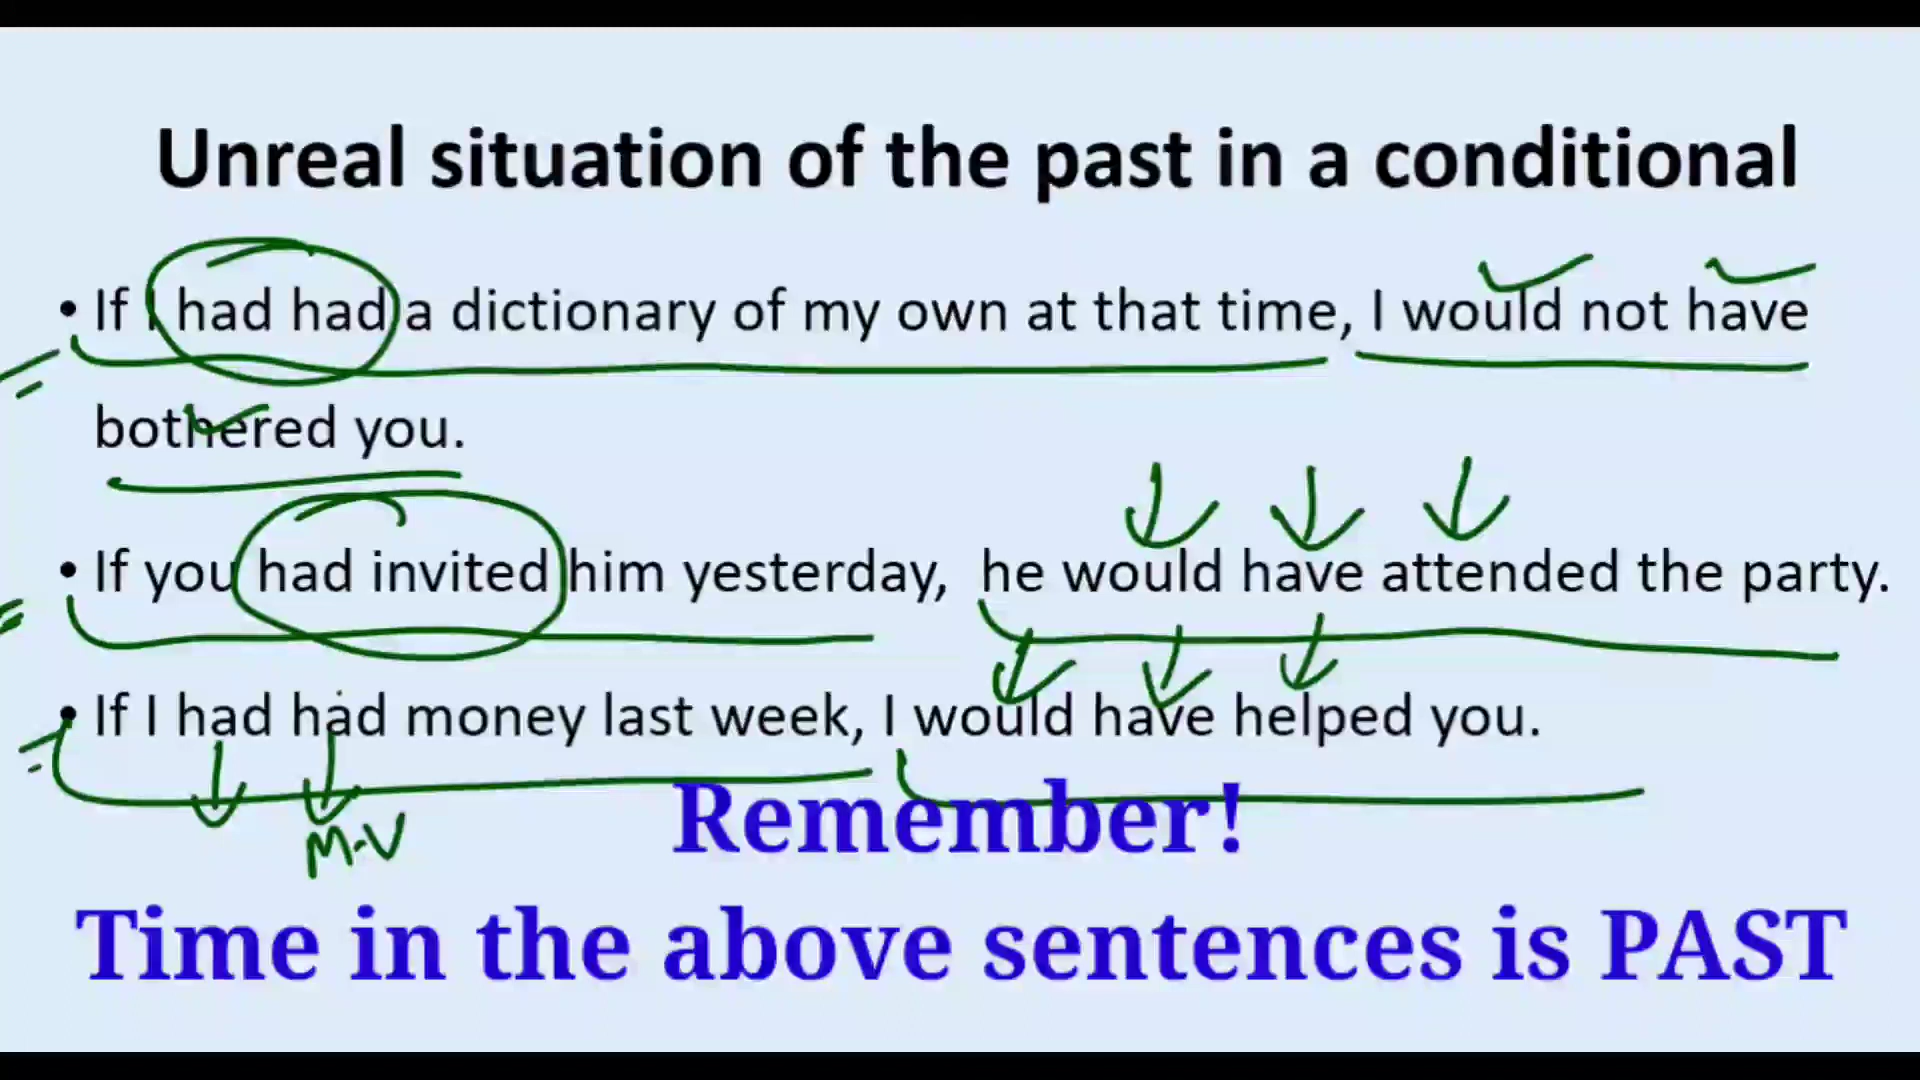 Unreal situation of the past in a conditional
• If I had had a dictionary of my own at that time, I would not have
bothered you.
• If you had invited him yesterday, he would have attended the party.
• If I had had money last week, I would have helped you.
M.V
Remember!
Time in the above sentences is PAST